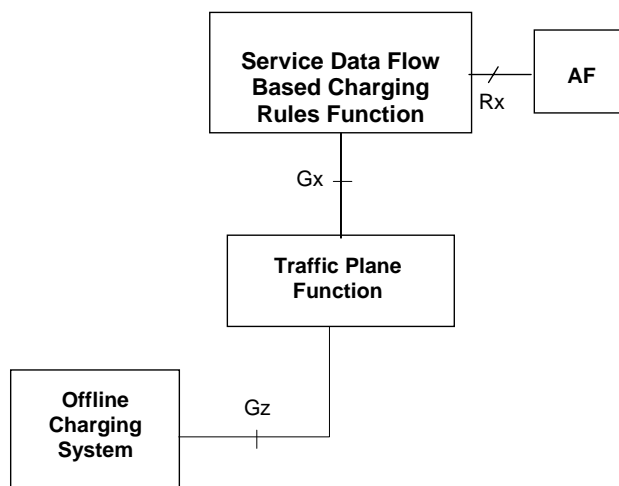 Service Data Flow
Based Charging
Rules Function
AF
Rx
Gx
Traffic Plane
Function
Offline
Charging
System
Gz